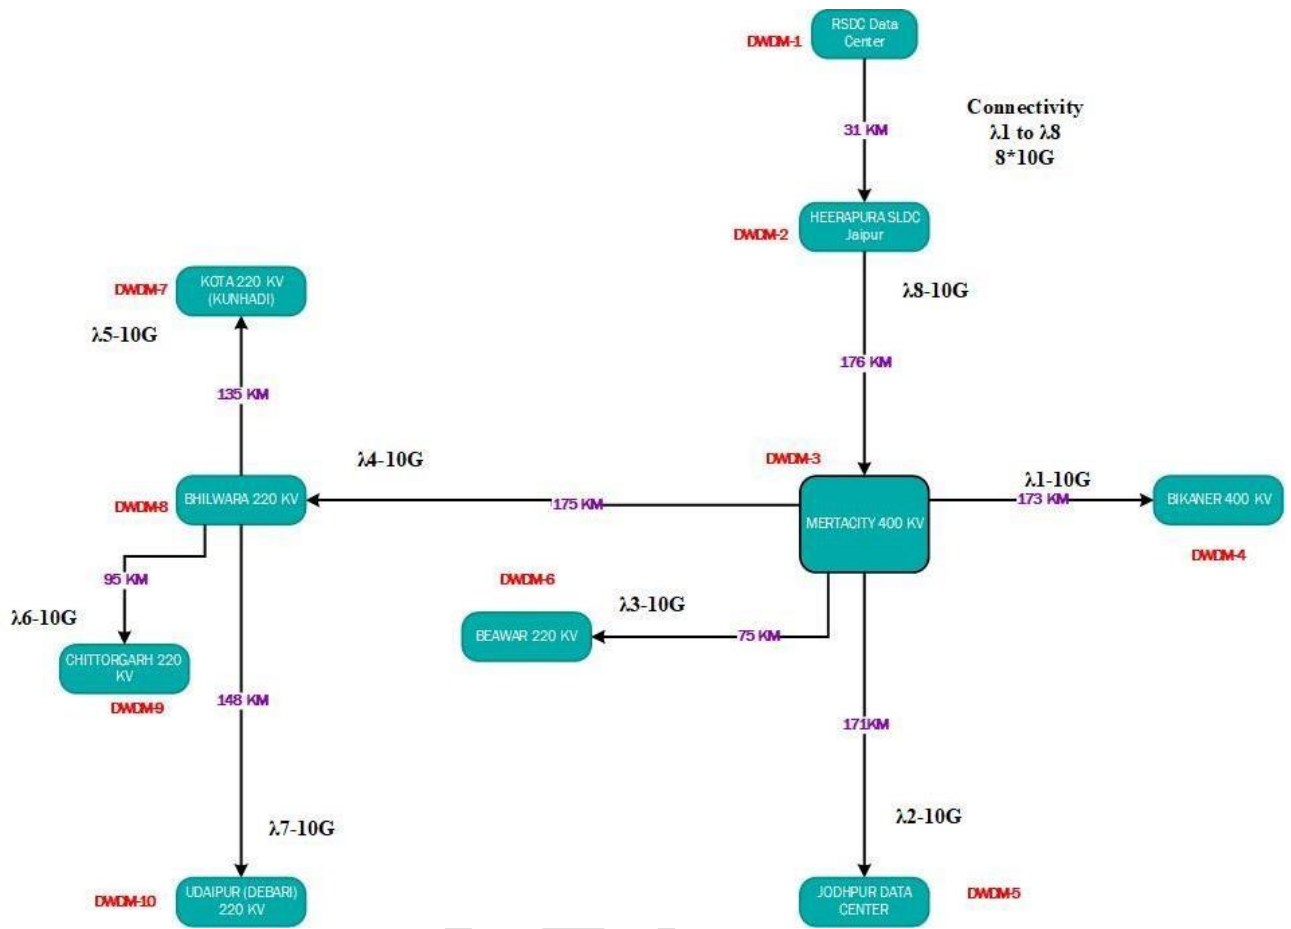 RSDC Data
Center
DWDM-1
31 KM
Connectivity
λ1 to λ8
8*10G
HEERAPURA SLDC
Jaipur
DWDM-2
λ8-10G
176 KM
KOTA 220 KV
(KUNHADI)
DWDM-7
λ5-10G
135 KM
λ4-10G
DWDM-3
BHILWARA 220 KV
DWDM-8
175 KM
MERTACITY 400 KV
λ1-10G
173 KM
BIKANER 400 KV
DWDM-4
95 KM
λ6-10G
CHITTORGARH 220
KV
DWDM-9
DWDM-6
BEAWAR 220 KV
λ3-10G
75 KM
148 KM
171KM
λ7-10G
λ2-10G
DWDM-10
UDAIPUR (DEBARI)
220 KV
JODHPUR DATA
CENTER
DWDM-5